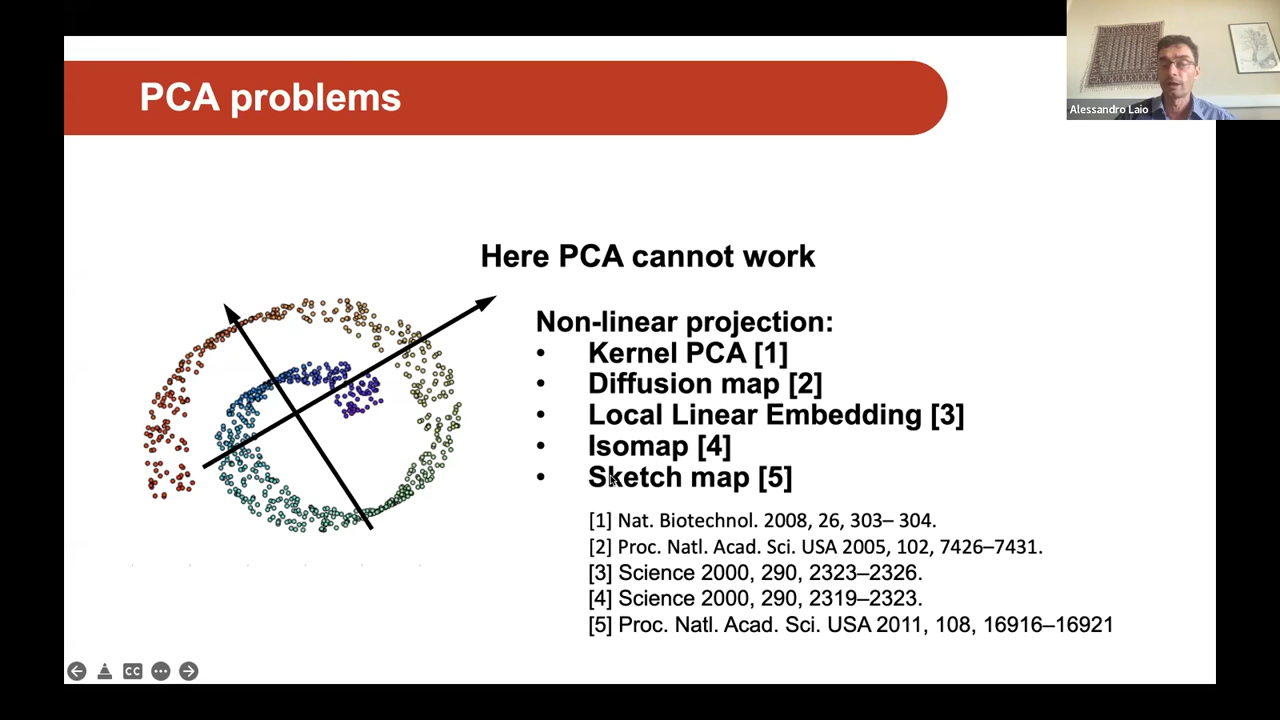 PCA problems
Alessandro Laio
Here PCA cannot work
Non-linear projection:
• Kernel PCA [1]
• Diffusion map [2]
• Local Linear Embedding [3]
• Isomap [4]
• Sketch map [5]
[1] Nat. Biotechnol. 2008, 26, 303– 304.
[2] Proc. Natl. Acad. Sci. USA 2005, 102, 7426–7431.
[3] Science 2000, 290, 2323–2326.
[4] Science 2000, 290, 2319–2323.
[5] Proc. Natl. Acad. Sci. USA 2011, 108, 16916–16921
CC